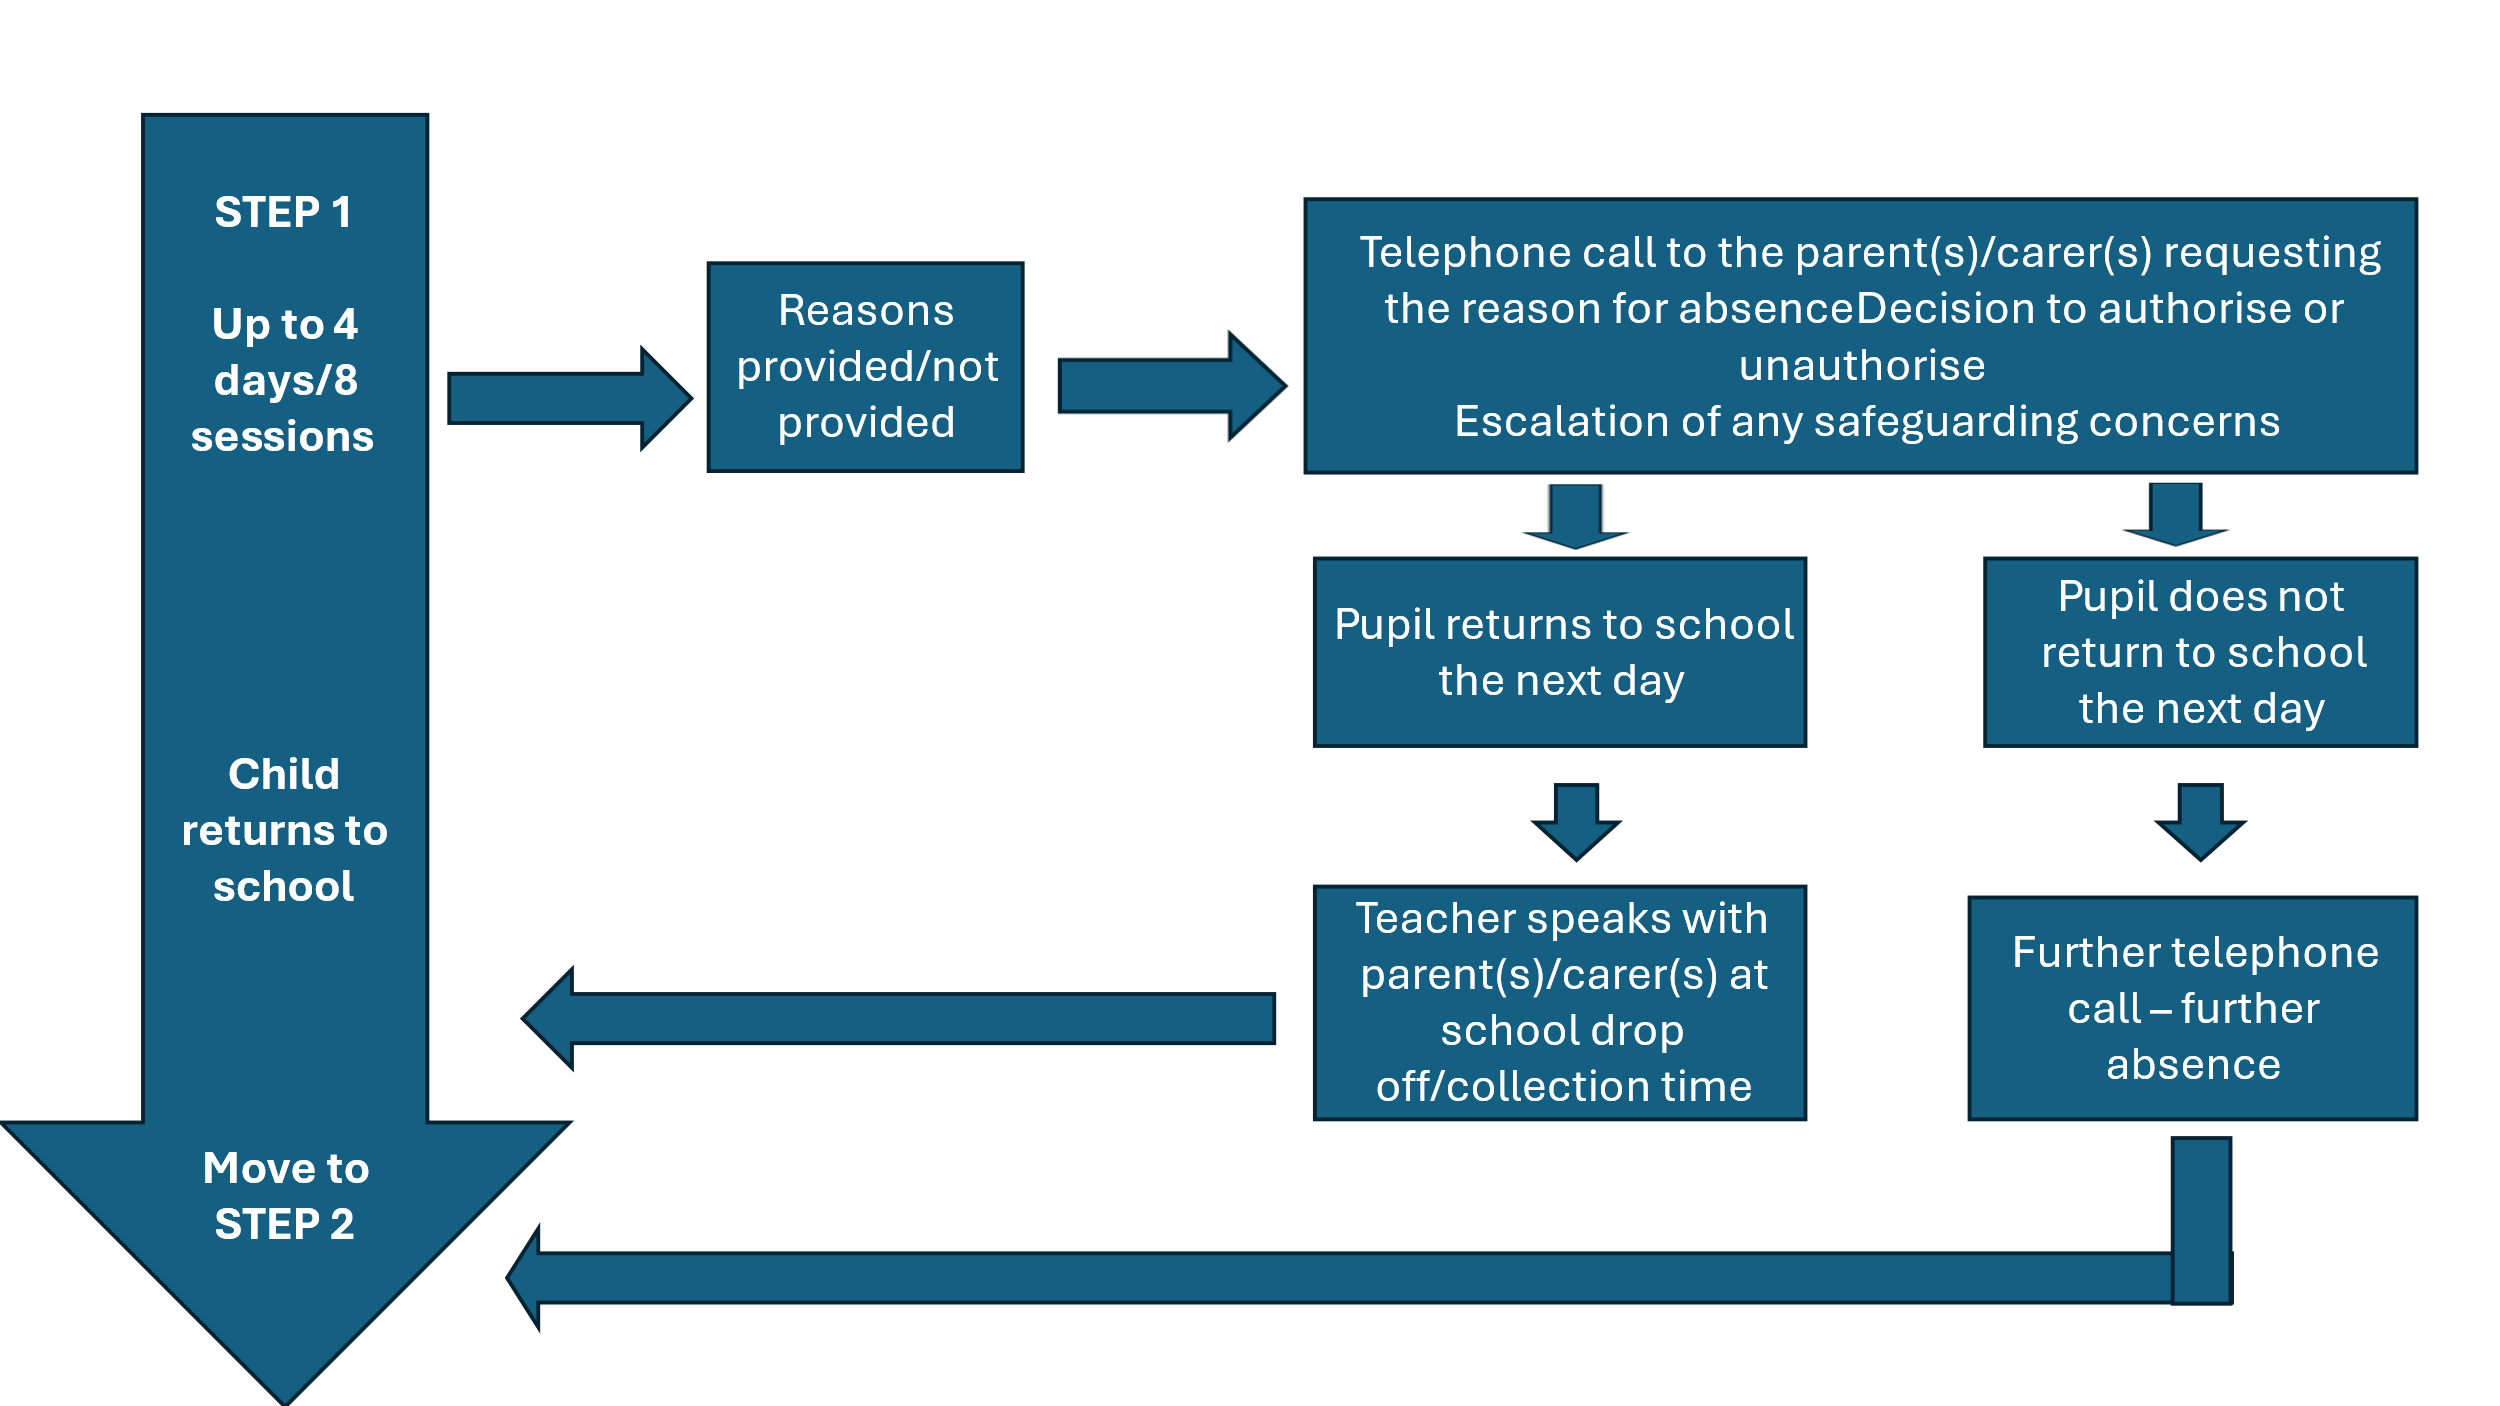 STEP 1
Up to 4
days/8
sessions
Child
returns to
school
Move to
STEP 2
Reasons
provided/not
provided
Telephone call to the parent(s)/carer(s) requesting
the reason for absenceDecision to authorise or
unauthorise
Escalation of any safeguarding concerns
Pupil returns to school
the next day
Pupil does not
return to school
the next day
Teacher speaks with
parent(s)/carer(s) at
school drop
off/collection time
Further telephone
call – further
absence